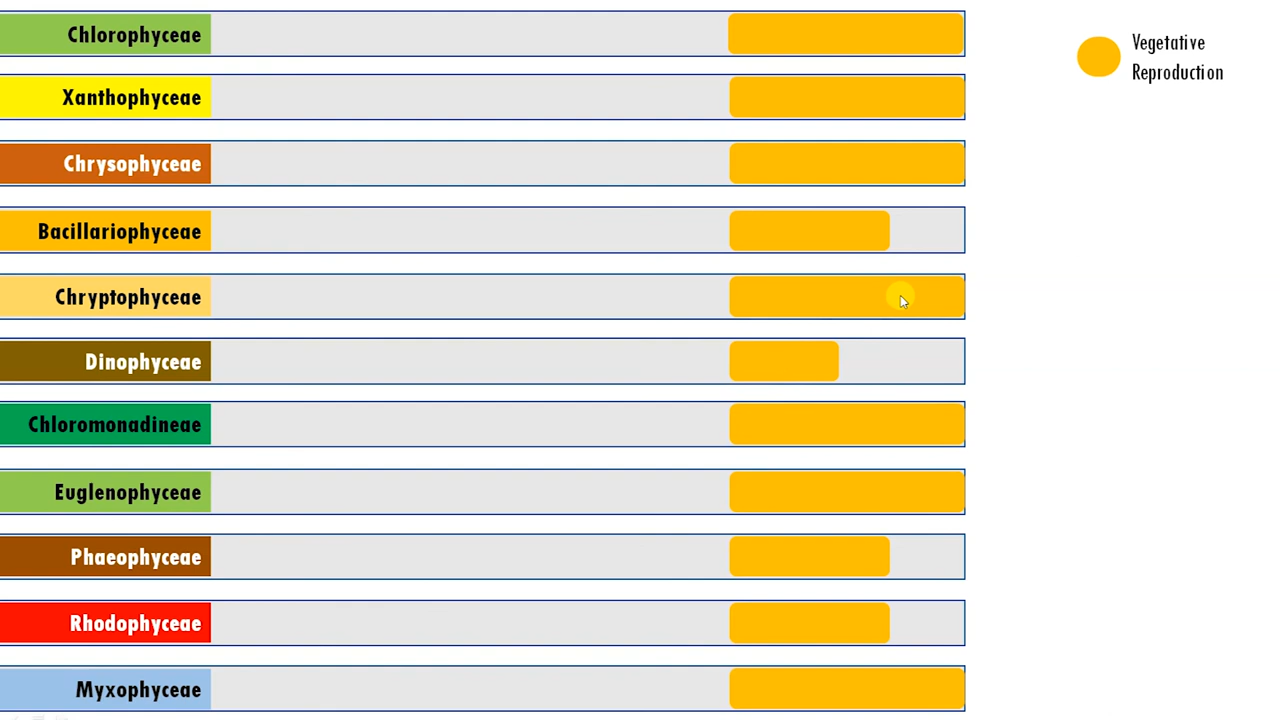 Chlorophyceae
Vegetative
Reproduction
Xanthophyceae
Chrysophyceae
Bacillariophyceae
Chryptophyceae
Dinophyceae
Chloromonadineae
Euglenophyceae
Phaeophyceae
Rhodophyceae
Myxophyceae